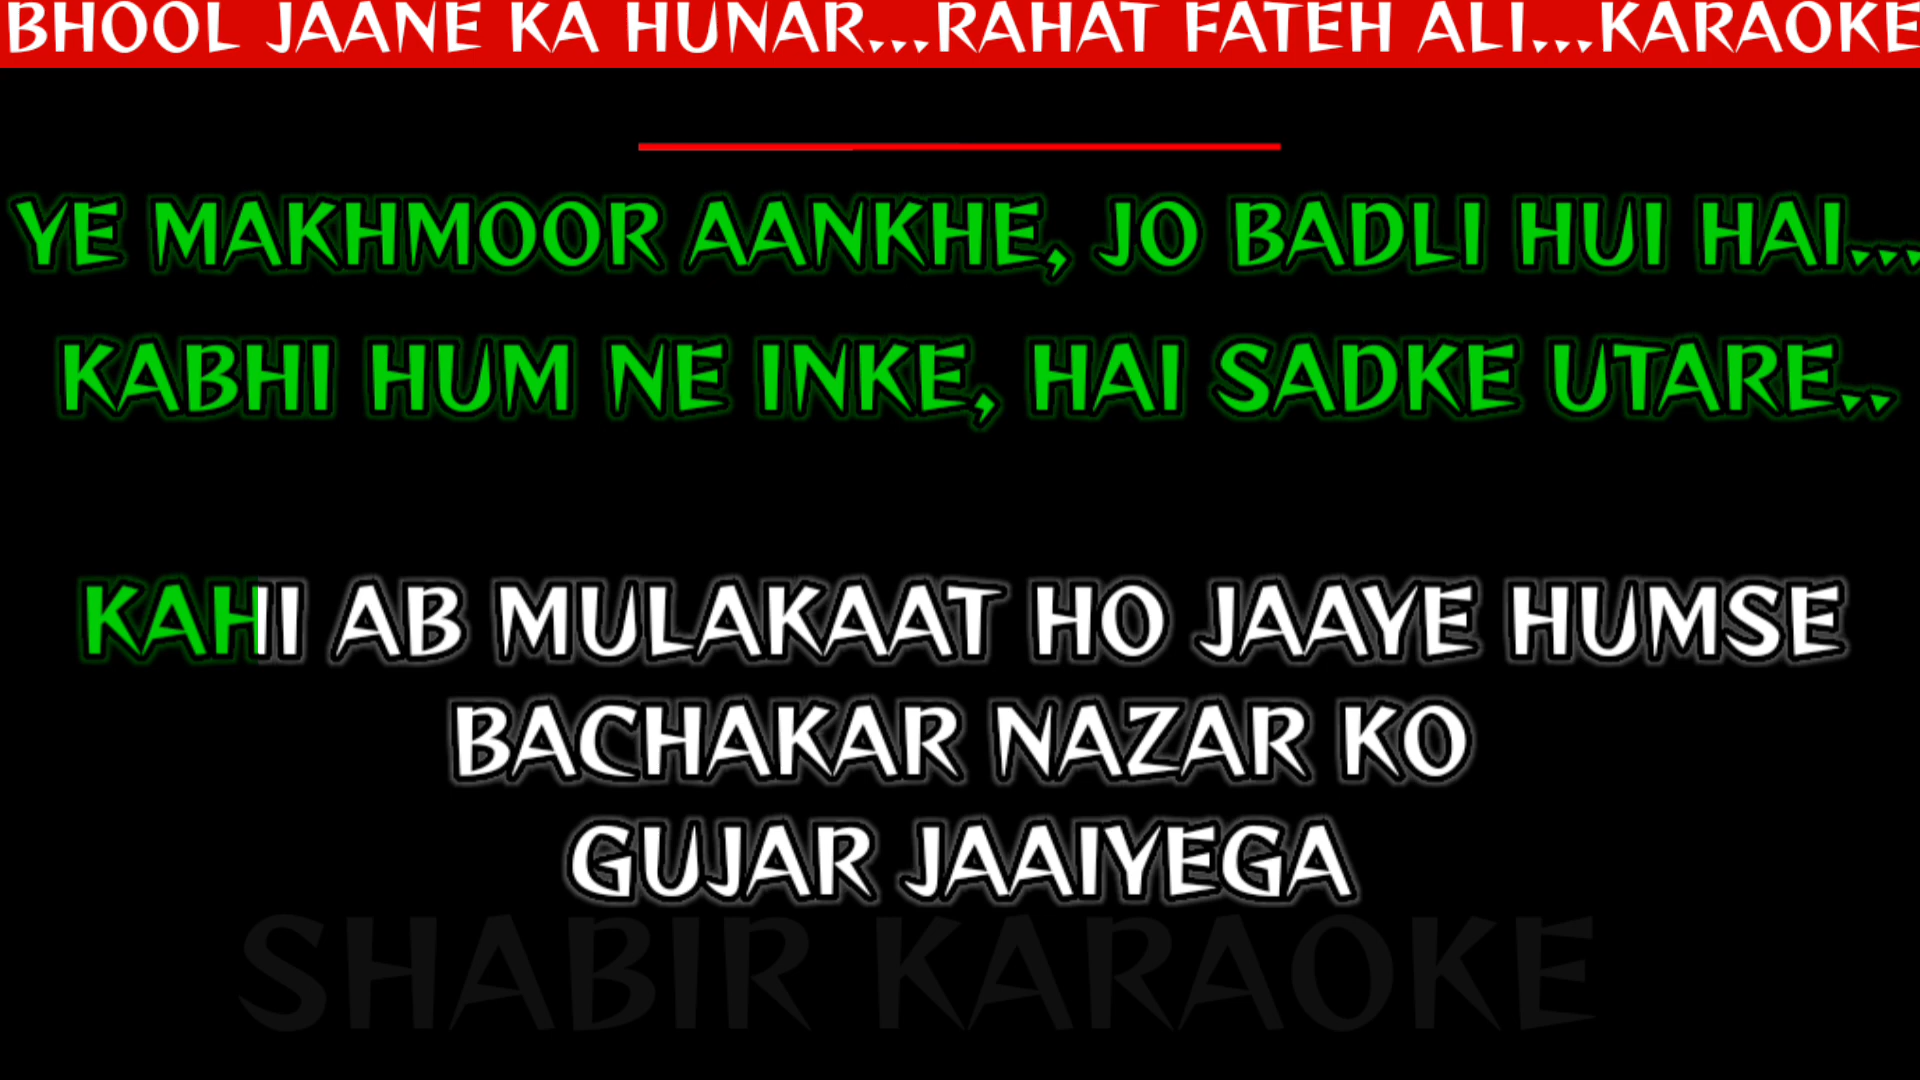 BHOOL JAANE KA HUNAR...RAHAT FATEH ALI...KARAOKE
YE MAKHMOOR AANKHE, JO BADLI HUI HAI...
KABHI HUM NE INKE, HAI SADKE UTARE..
KAHI AB MULAKAAT HO JAAYE HUMSE
BACHAKAR NAZAR KO
GUJAR JAAIYEGA
SHABIR KARAOKE